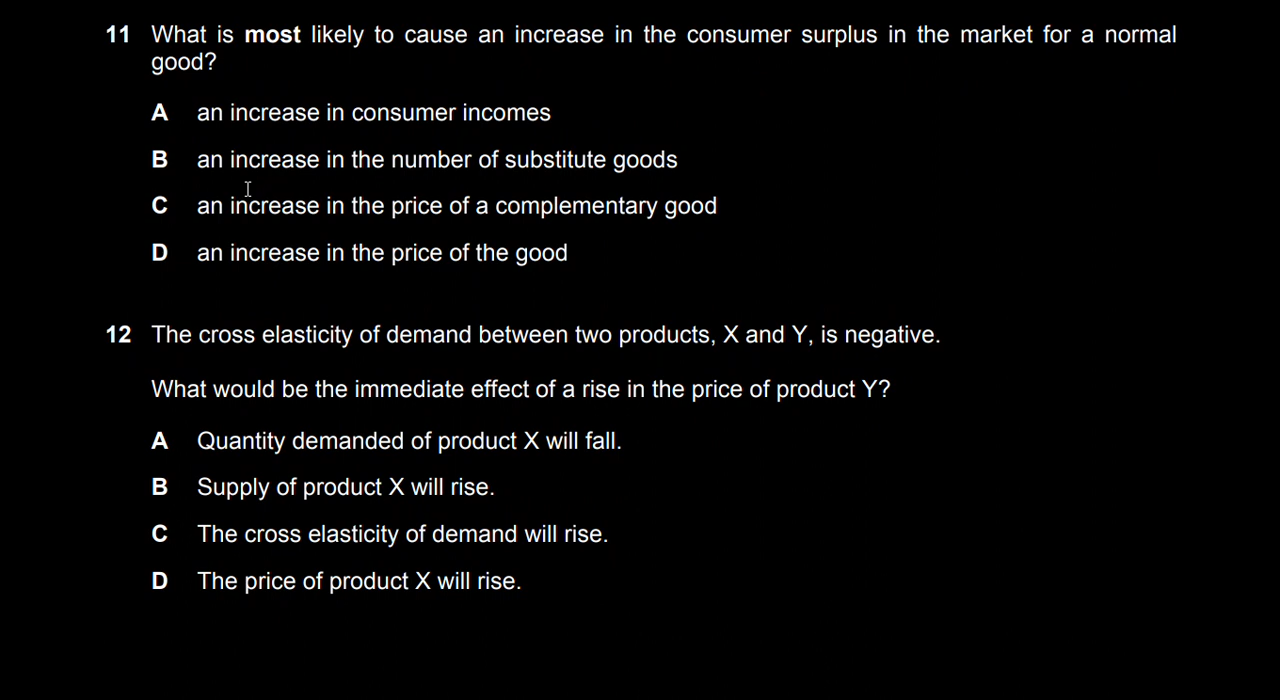 11 What is most likely to cause an increase in the consumer surplus in the market for a normal
good?
A an increase in consumer incomes
B an increase in the number of substitute goods
C an increase in the price of a complementary good
D an increase in the price of the good
12 The cross elasticity of demand between two products, X and Y, is negative.
What would be the immediate effect of a rise in the price of product Y?
A Quantity demanded of product X will fall.
B Supply of product X will rise.
C The cross elasticity of demand will rise.
D The price of product X will rise.